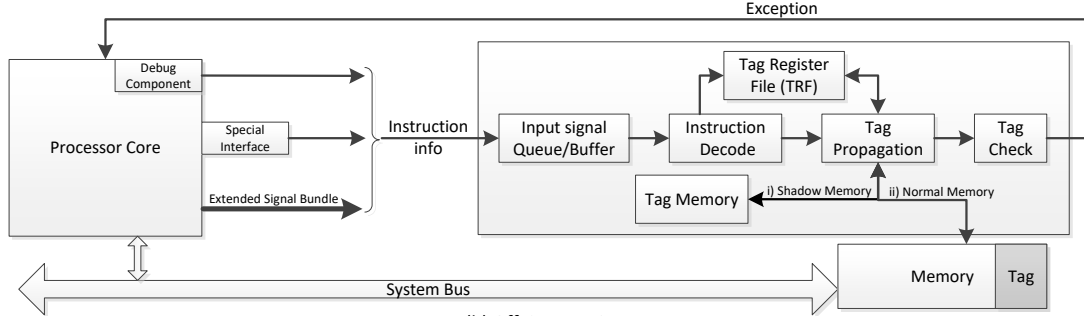 Exception
Debug
Component
Processor Core
Special
Interface
Extended Signal Bundle
Instruction
info
Input signal
Queue/Buffer
Instruction
Decode
Tag Register
File (TRF)
Tag
Propagation
Tag
Check
Tag Memory
i) Shadow Memory
ii) Normal Memory
Memory
Tag
System Bus